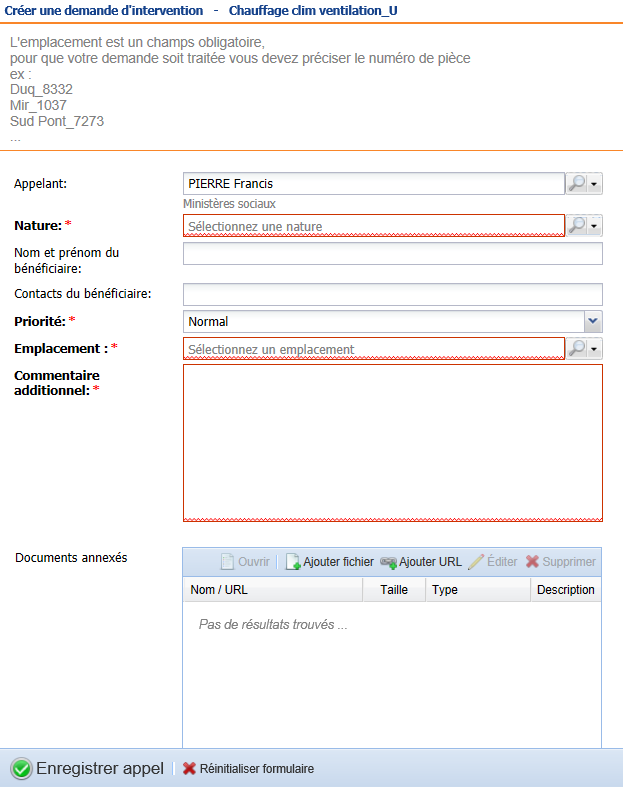 Créer une demande d'intervention - Chauffage clim ventilation_U
L'emplacement est un champs obligatoire,
pour que votre demande soit traitée vous devez préciser le numéro de pièce
ex :
Duq_8332
Mir_1037
Sud Pont_7273
...
Appelant: PIERRE Francis
Ministères sociaux
Nature: * Sélectionnez une nature
Nom et prénom du
bénéficiaire:
Contacts du bénéficiaire:
Priorité: * Normal
Emplacement : * Sélectionnez un emplacement
Commentaire
additionnel: *
Documents annexés
Ouvrir Ajouter fichier Ajouter URL Éditer Supprimer
Nom / URL Taille Type Description
Pas de résultats trouvés ...
Enregistrer appel Réinitialiser formulaire